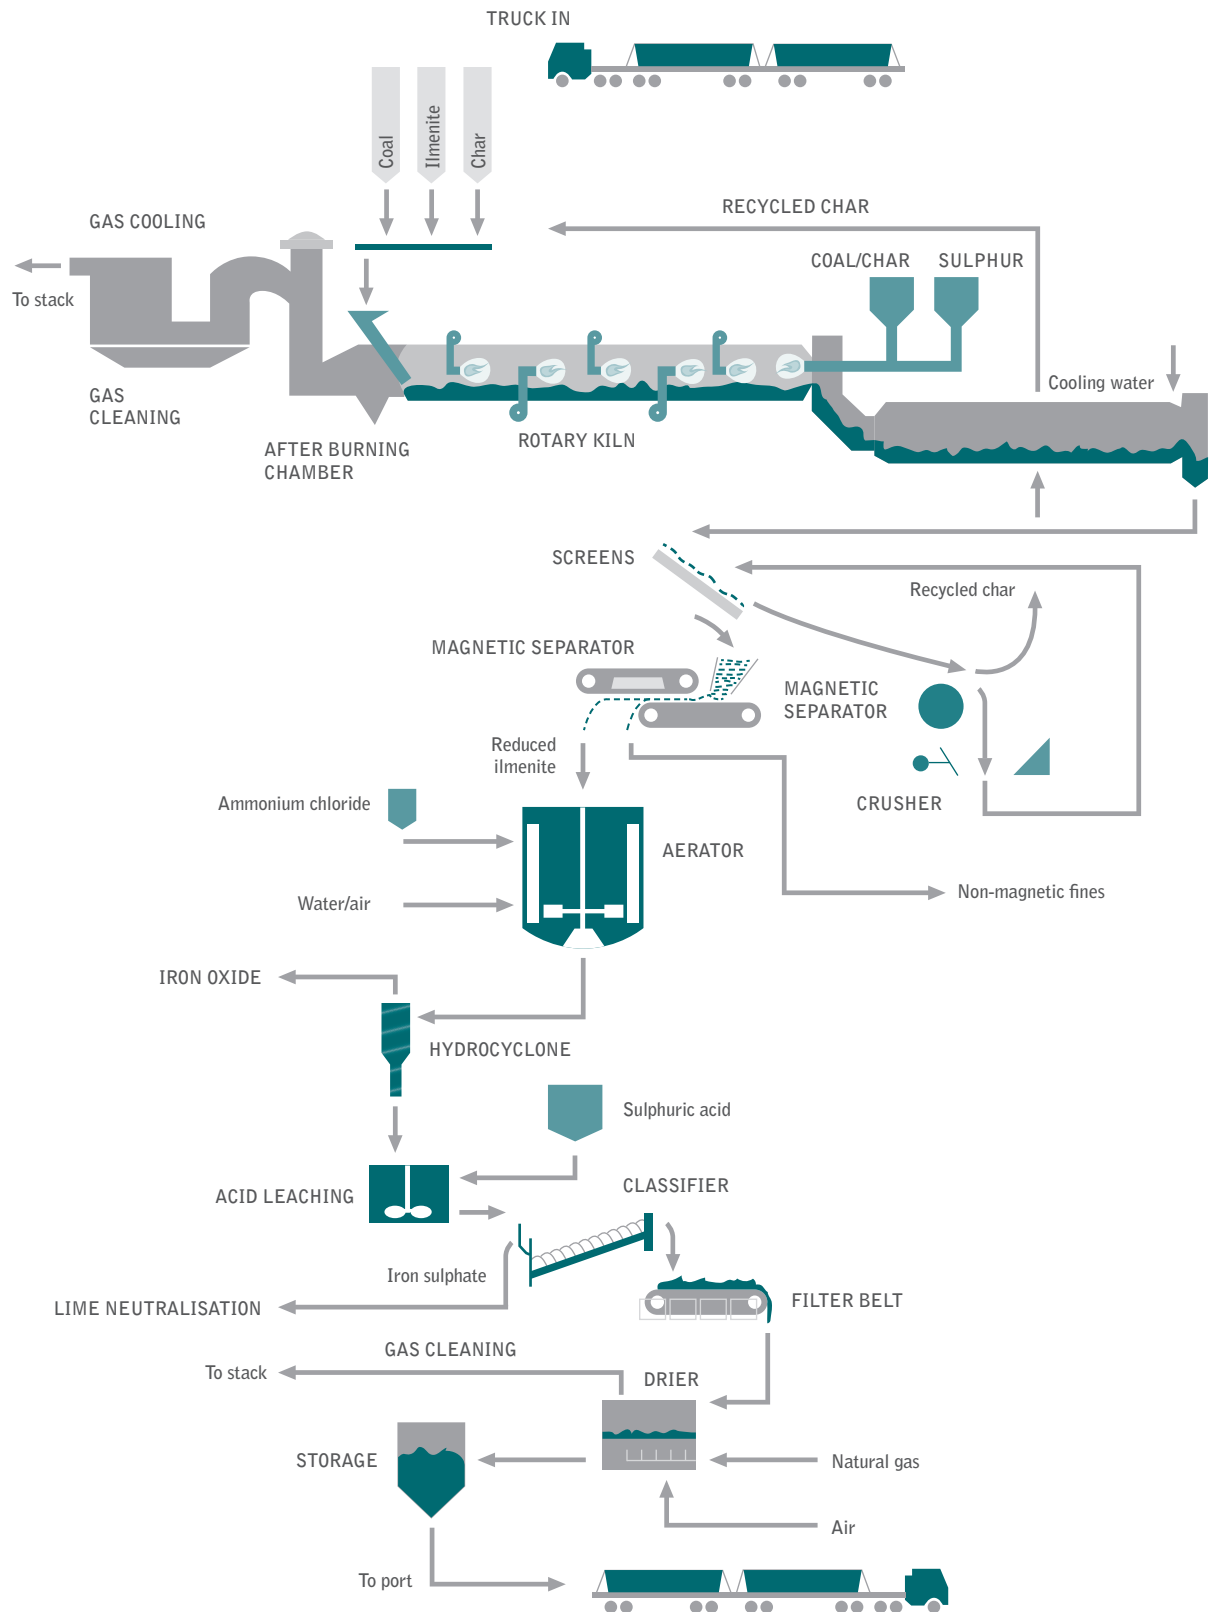 TRUCK IN
Coal
Ilmenite
Char
RECYCLED CHAR
GAS COOLING
COAL/CHAR
SULPHUR
To stack
Cooling water
GAS
CLEANING
AFTER BURNING
CHAMBER
ROTARY KILN
SCREENS
Recycled char
MAGNETIC SEPARATOR
MAGNETIC
SEPARATOR
Reduced
ilmenite
Ammonium chloride
CRUSHER
AERATOR
Water/air
Non-magnetic fines
IRON OXIDE
HYDROCYCLONE
Sulphuric acid
ACID LEACHING
CLASSIFIER
Iron sulphate
LIME NEUTRALISATION
FILTER BELT
GAS CLEANING
To stack
DRIER
STORAGE
Natural gas
Air
To port